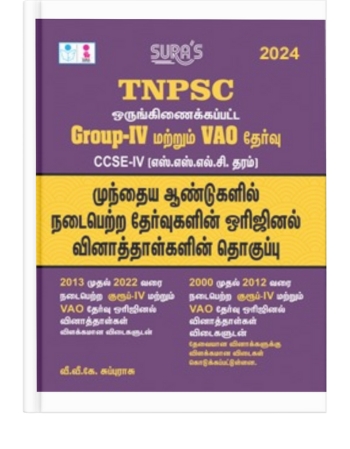 SURA'S
2024
TNPSC
ஒருங்கிணைக்கப்பட்ட
Group-IV மற்றும் VAO தேர்வு
CCSE-IV (எஸ்.எஸ்.எல்.சி. தரம்)
முந்தைய ஆண்டுகளில்
நடைபெற்ற தேர்வுகளின் ஒரிஜினல்
வினாத்தாள்களின் தொகுப்பு
2013 முதல் 2022 வரை
நடைபெற்ற குரூப்-IV மற்றும்
VAO தேர்வு ஒரிஜினல்
வினாத்தாள்கள்
விளக்கமான விடைகளுடன்
2000 முதல் 2012 வரை
நடைபெற்ற குரூப்-IV மற்றும்
VAO தேர்வு ஒரிஜினல்
வினாத்தாள்கள்
விடைகளுடன்
தேவையான வினாக்களுக்கு
விளக்கமான விடைகள்
கொடுக்கப்பட்டுள்ளன.
வீ.வீ.கே. சுப்புராசு